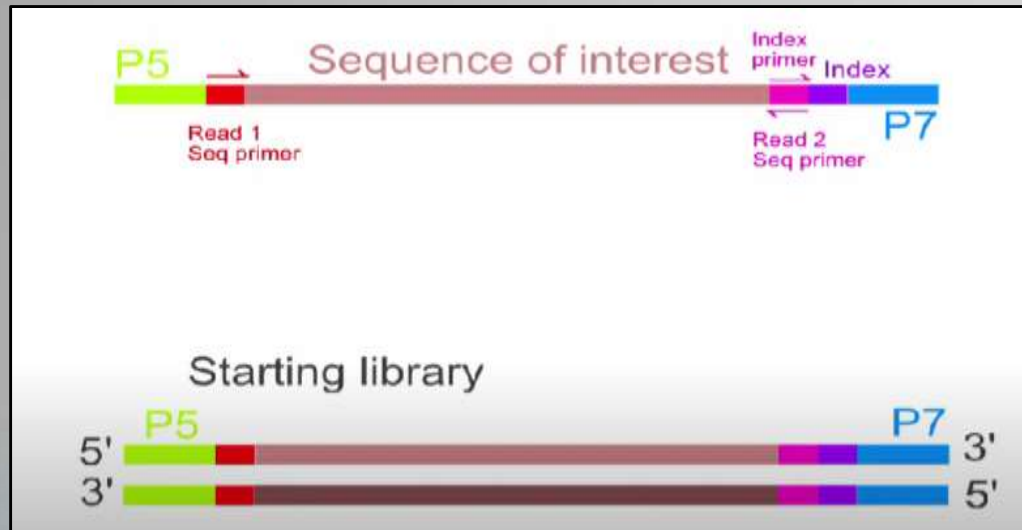 P5
Sequence of interest
Index
primer
Index
Read 1
Seq primer
Read 2
Seq primer
P7
Starting library
P5
P7
5'
3'
3'
5'